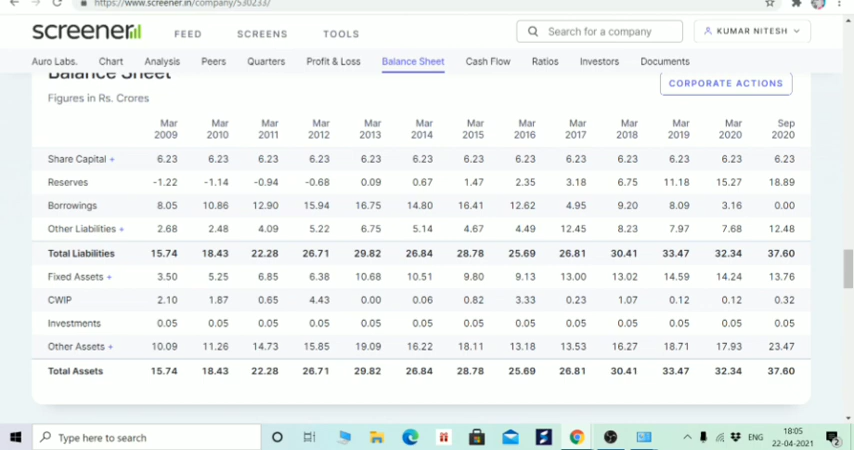 https://www.screener.in/company/530233/
screener
FEED SCREENS TOOLS
Search for a company
KUMAR NITESH
Auro Labs. Chart Analysis Peers Quarters Profit & Loss Balance Sheet Cash Flow Ratios Investors Documents
Balance Sheet
CORPORATE ACTIONS
Figures in Rs. Crores
Mar 2009 Mar 2010 Mar 2011 Mar 2012 Mar 2013 Mar 2014 Mar 2015 Mar 2016 Mar 2017 Mar 2018 Mar 2019 Mar 2020 Sep 2020
Share Capital + 6.23 6.23 6.23 6.23 6.23 6.23 6.23 6.23 6.23 6.23 6.23 6.23 6.23
Reserves -1.22 -1.14 -0.94 -0.68 0.09 0.67 1.47 2.35 3.18 6.75 11.18 15.27 18.89
Borrowings 8.05 10.86 12.90 15.94 16.75 14.80 16.41 12.62 4.95 9.20 8.09 3.16 0.00
Other Liabilities + 2.68 2.48 4.09 5.22 6.75 5.14 4.67 4.49 12.45 8.23 7.97 7.68 12.48
Total Liabilities 15.74 18.43 22.28 26.71 29.82 26.84 28.78 25.69 26.81 30.41 33.47 32.34 37.60
Fixed Assets + 3.50 5.25 6.85 6.38 10.68 10.51 9.80 9.13 13.00 13.02 14.59 14.24 13.76
CWIP 2.10 1.87 0.65 4.43 0.00 0.06 0.82 3.33 0.23 1.07 0.12 0.12 0.32
Investments 0.05 0.05 0.05 0.05 0.05 0.05 0.05 0.05 0.05 0.05 0.05 0.05 0.05
Other Assets + 10.09 11.26 14.73 15.85 19.09 16.22 18.11 13.18 13.53 16.27 18.71 17.93 23.47
Total Assets 15.74 18.43 22.28 26.71 29.82 26.84 28.78 25.69 26.81 30.41 33.47 32.34 37.60
Type here to search
ENG
18:05
22-04-2021
2